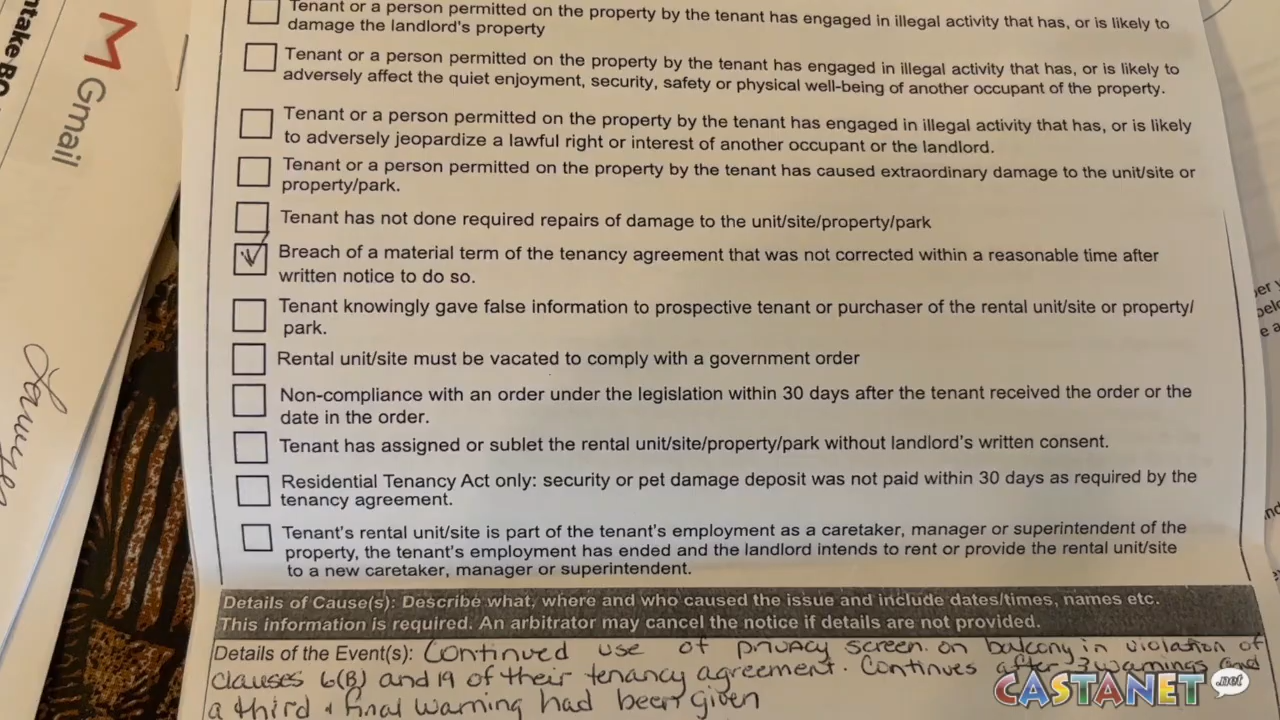 ntake BO
M Gmail
Lawyer
Tenant or a person permitted on the property by the tenant has engaged in illegal activity that has, or is likely to
damage the landlord's property
Tenant or a person permitted on the property by the tenant has engaged in illegal activity that has, or is likely to
adversely affect the quiet enjoyment, security, safety or physical well-being of another occupant of the property.
Tenant or a person permitted on the property by the tenant has engaged in illegal activity that has, or is likely
to adversely jeopardize a lawful right or interest of another occupant or the landlord.
Tenant or a person permitted on the property by the tenant has caused extraordinary damage to the unit/site or
property/park.
Tenant has not done required repairs of damage to the unit/site/property/park
Breach of a material term of the tenancy agreement that was not corrected within a reasonable time after
written notice to do so.
Tenant knowingly gave false information to prospective tenant or purchaser of the rental unit/site or property/
park.
Rental unit/site must be vacated to comply with a government order
Non-compliance with an order under the legislation within 30 days after the tenant received the order or the
date in the order.
Tenant has assigned or sublet the rental unit/site/property/park without landlord's written consent.
Residential Tenancy Act only: security or pet damage deposit was not paid within 30 days as required by the
tenancy agreement.
Tenant's rental unit/site is part of the tenant's employment as a caretaker, manager or superintendent of the
property, the tenant's employment has ended and the landlord intends to rent or provide the rental unit/site
to a new caretaker, manager or superintendent.
Details of Cause(s): Describe what, where and who caused the issue and include dates/times, names etc.
This information is required. An arbitrator may cancel the notice if details are not provided.
Details of the Event(s): Continued use of privacy screen on balcony in violation of
clauses 6(B) and 19 of their tenancy agreement. Continues after 3 warnings and
a third & final warning had been given
CASTANET.net